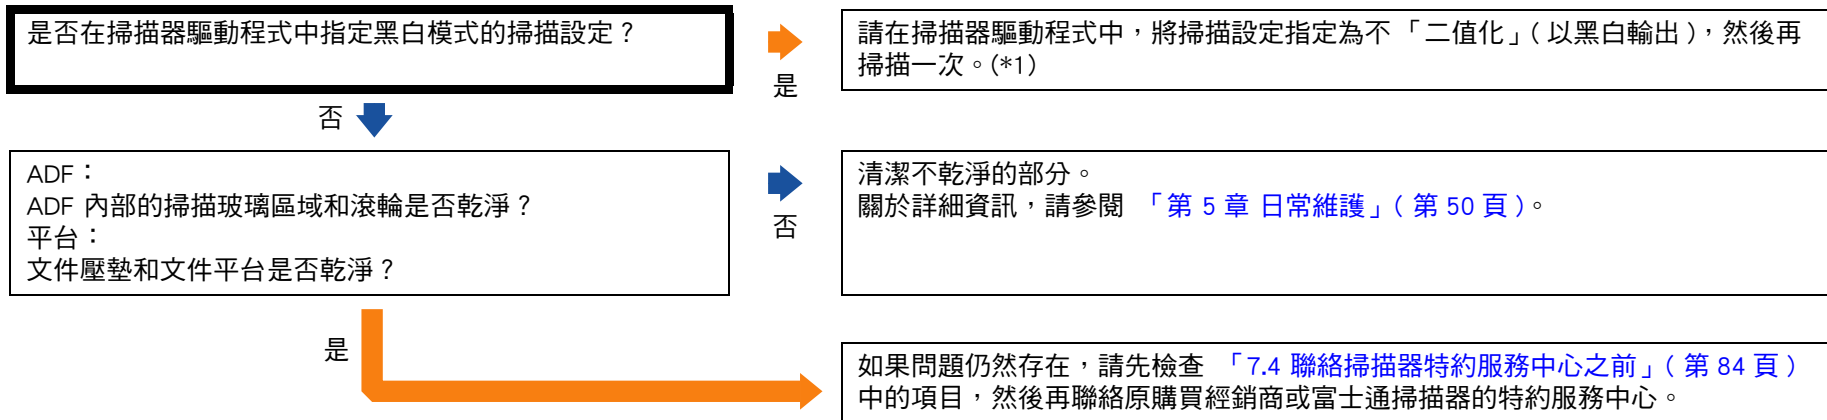 是否在掃描器驅動程式中指定黑白模式的掃描設定？
是
請在掃描器驅動程式中，將掃描設定指定為不 「二值化」( 以黑白輸出 )，然後再
掃描一次。(*1)
否
ADF：
ADF 內部的掃描玻璃區域和滾輪是否乾淨？
平台：
文件壓墊和文件平台是否乾淨？
否
清潔不乾淨的部分。
關於詳細資訊，請參閱 「第 5 章 日常維護」( 第 50 頁 )。
是
如果問題仍然存在，請先檢查 「7.4 聯絡掃描器特約服務中心之前」( 第 84 頁 )
中的項目，然後再聯絡原購買經銷商或富士通掃描器的特約服務中心。